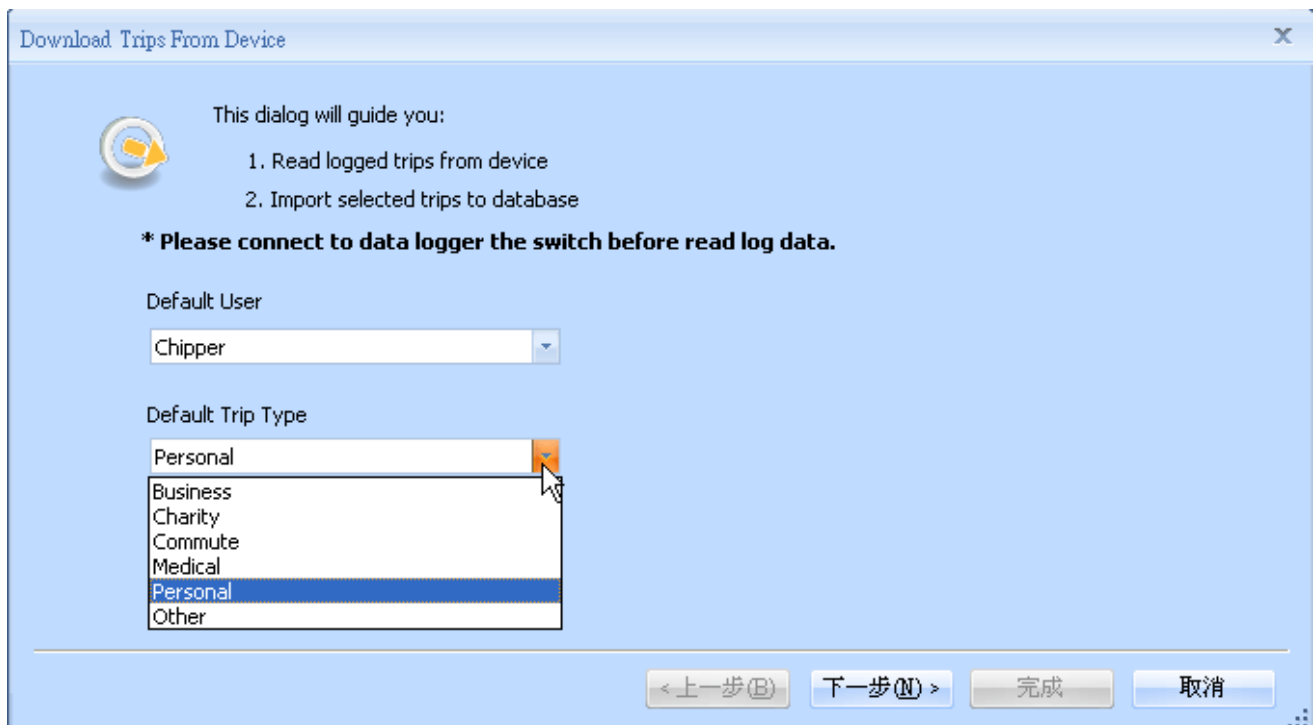 Download Trips From Device
This dialog will guide you:
1. Read logged trips from device
2. Import selected trips to database
* Please connect to data logger the switch before read log data.
Default User
Chipper
Default Trip Type
Personal
Business
Charity
Commute
Medical
Personal
Other
< 上一步(B) 下一步(N) > 完成 取消